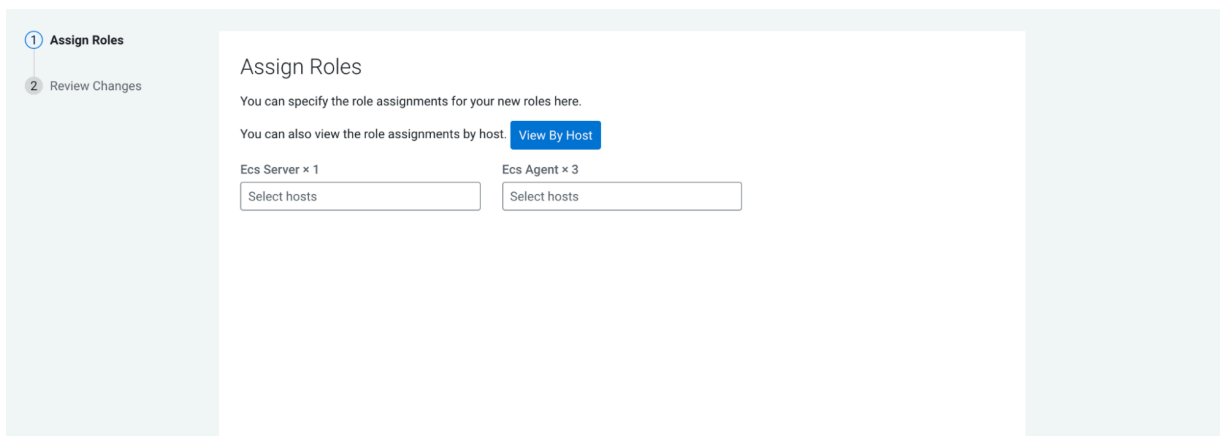 1 Assign Roles
2 Review Changes
Assign Roles
You can specify the role assignments for your new roles here.
You can also view the role assignments by host. View By Host
Ecs Server × 1 Ecs Agent × 3
Select hosts Select hosts